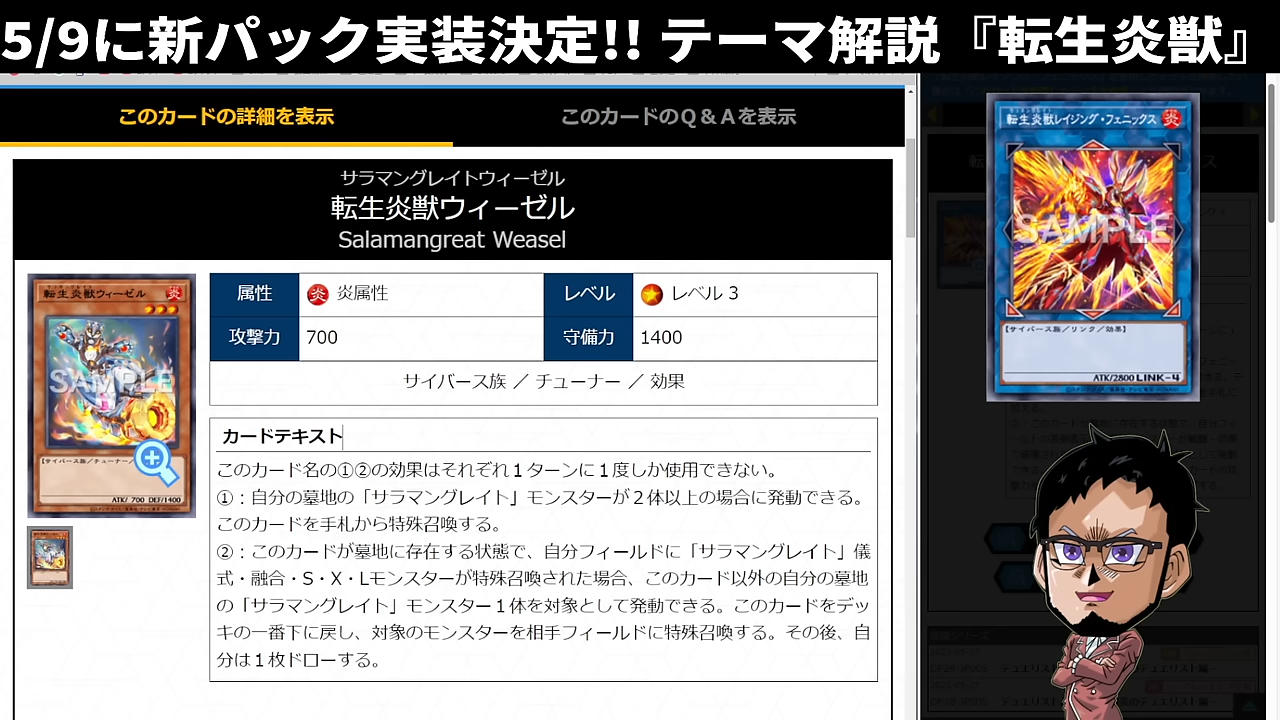 5/9に新パック実装決定!! テーマ解説『転生炎獣』
このカードの詳細を表示
このカードのＱ＆Ａを表示
サラマングレイトウィーゼル
転生炎獣ウィーゼル
Salamangreat Weasel
転生炎獣ウィーゼル 炎
SAMPLE
【サイバース族／チューナー／
ATK/ 700 DEF/1400
属性 炎 炎属性 レベル レベル 3
攻撃力 700 守備力 1400
サイバース族 ／ チューナー ／ 効果
カードテキスト
このカード名の①②の効果はそれぞれ１ターンに１度しか使用できない。
①：自分の墓地の「サラマングレイト」モンスターが２体以上の場合に発動できる。
このカードを手札から特殊召喚する。
②：このカードが墓地に存在する状態で、自分フィールドに「サラマングレイト」儀
式・融合・S・X・Lモンスターが特殊召喚された場合、このカード以外の自分の墓地
の「サラマングレイト」モンスター１体を対象として発動できる。このカードをデッ
キの一番下に戻し、対象のモンスターを相手フィールドに特殊召喚する。その後、自
分は１枚ドローする。
転生炎獣レイジング・フェニックス 炎
SAMPLE
【サイバース族／リンク／効果】
ATK/2800 LINK-4